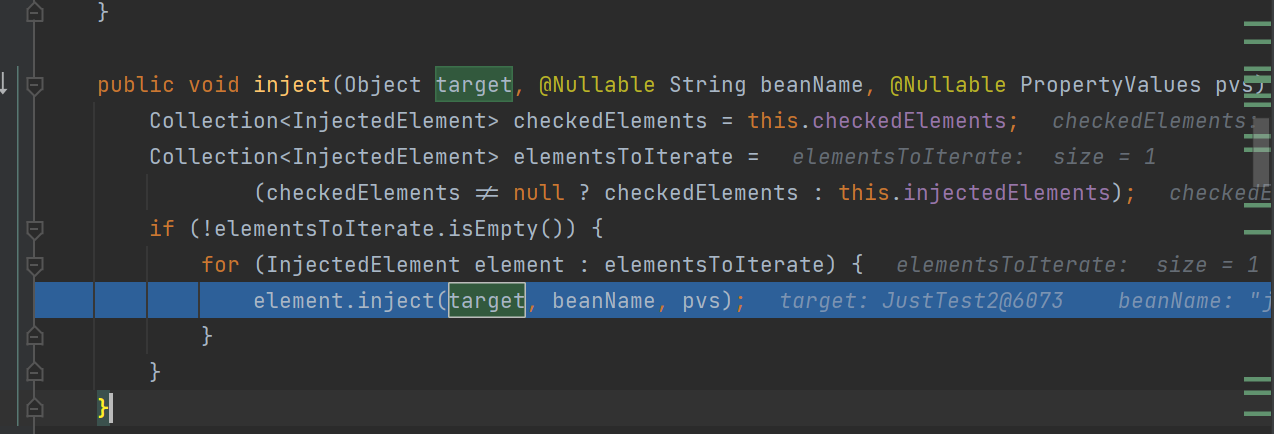 }
public void inject(Object target, @Nullable String beanName, @Nullable PropertyValues pvs)
Collection<InjectedElement> checkedElements = this.checkedElements; checkedElements:
Collection<InjectedElement> elementsToIterate = elementsToIterate: size = 1
(checkedElements != null ? checkedElements : this.injectedElements); checkedE
if (!elementsToIterate.isEmpty()) {
for (InjectedElement element : elementsToIterate) { elementsToIterate: size = 1
element.inject(target, beanName, pvs); target: JustTest2@6073 beanName: "j
}
}
}